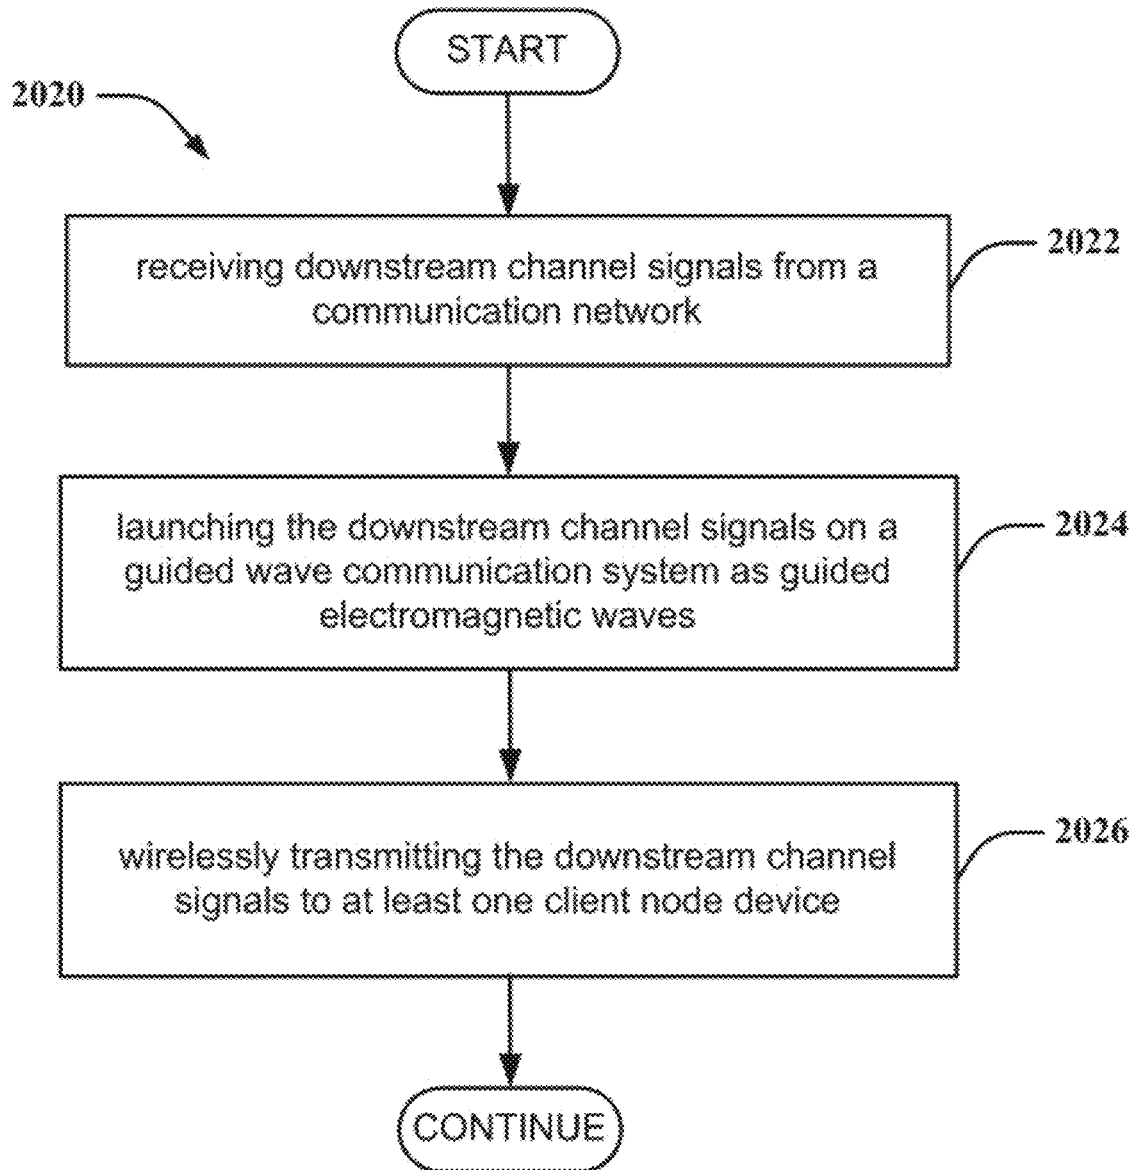 START
2020
receiving downstream channel signals from a
communication network
2022
launching the downstream channel signals on a
guided wave communication system as guided
electromagnetic waves
2024
wirelessly transmitting the downstream channel
signals to at least one client node device
2026
CONTINUE